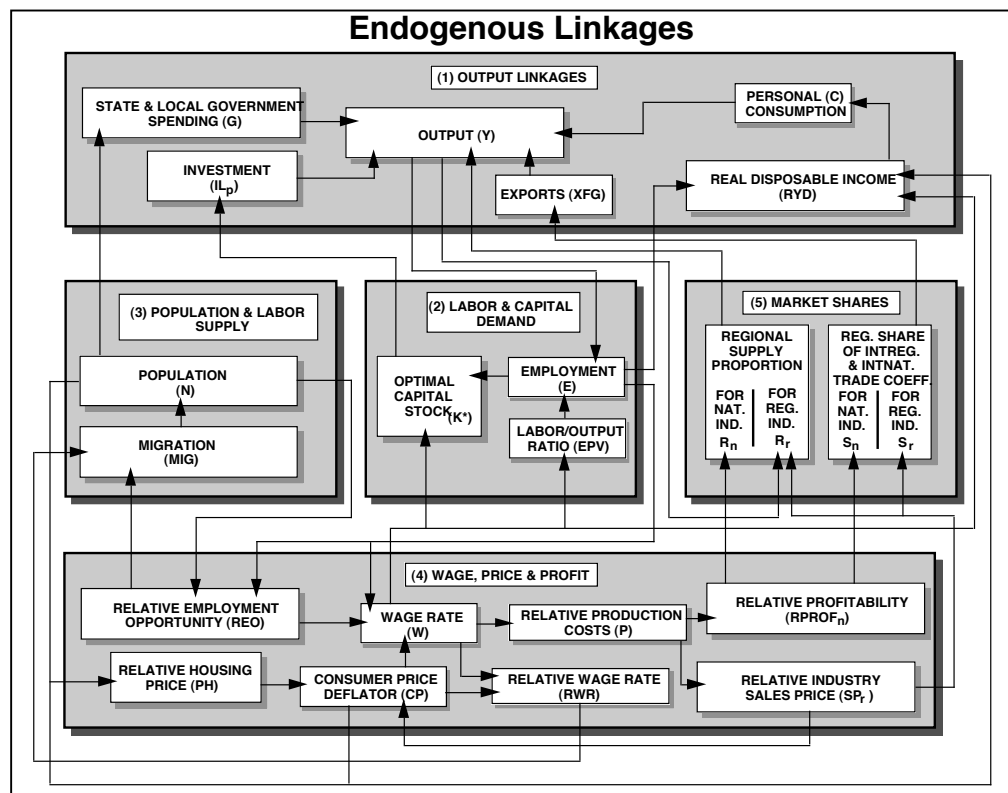 Endogenous Linkages
(1) OUTPUT LINKAGES
STATE & LOCAL GOVERNMENT
SPENDING (G)
OUTPUT (Y)
PERSONAL (C)
CONSUMPTION
INVESTMENT
(ILp)
EXPORTS (XFG)
REAL DISPOSABLE INCOME
(RYD)
(3) POPULATION & LABOR
SUPPLY
POPULATION
(N)
MIGRATION
(MIG)
(2) LABOR & CAPITAL
DEMAND
OPTIMAL
CAPITAL
STOCK
(K*)
EMPLOYMENT
(E)
LABOR/OUTPUT
RATIO (EPV)
(5) MARKET SHARES
REGIONAL
SUPPLY
PROPORTION
FOR
NAT.
IND.
Rn
FOR
REG.
IND.
Rr
REG. SHARE
OF INTREG.
& INTNAT.
TRADE COEFF.
FOR
NAT.
IND.
Sn
FOR
REG.
IND.
Sr
(4) WAGE, PRICE & PROFIT
RELATIVE EMPLOYMENT
OPPORTUNITY (REO)
WAGE RATE
(W)
RELATIVE PRODUCTION
COSTS (P)
RELATIVE PROFITABILITY
(RPROFn)
RELATIVE HOUSING
PRICE (PH)
CONSUMER PRICE
DEFLATOR (CP)
RELATIVE WAGE RATE
(RWR)
RELATIVE INDUSTRY
SALES PRICE (SPr )